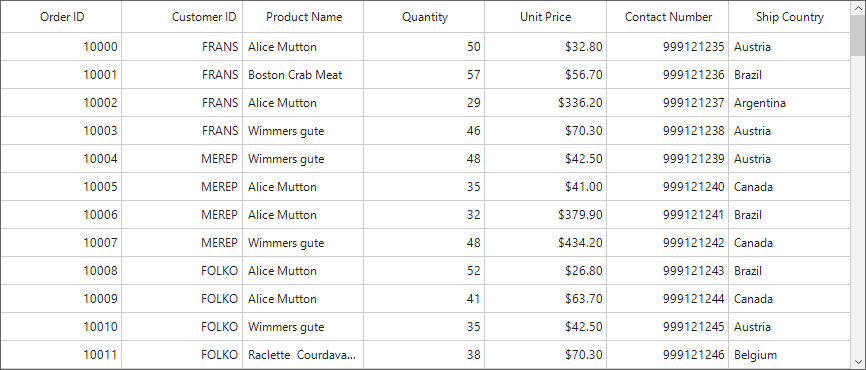 Order ID Customer ID Product Name Quantity Unit Price Contact Number Ship Country
10000 FRANS Alice Mutton 50 $32.80 999121235 Austria
10001 FRANS Boston Crab Meat 57 $56.70 999121236 Brazil
10002 FRANS Alice Mutton 29 $336.20 999121237 Argentina
10003 FRANS Wimmers gute 46 $70.30 999121238 Austria
10004 MEREP Wimmers gute 48 $42.50 999121239 Austria
10005 MEREP Alice Mutton 35 $41.00 999121240 Canada
10006 MEREP Alice Mutton 32 $379.90 999121241 Brazil
10007 MEREP Wimmers gute 48 $434.20 999121242 Canada
10008 FOLKO Alice Mutton 52 $26.80 999121243 Brazil
10009 FOLKO Alice Mutton 41 $63.70 999121244 Canada
10010 FOLKO Wimmers gute 35 $42.50 999121245 Austria
10011 FOLKO Raclette Courdava... 38 $70.30 999121246 Belgium